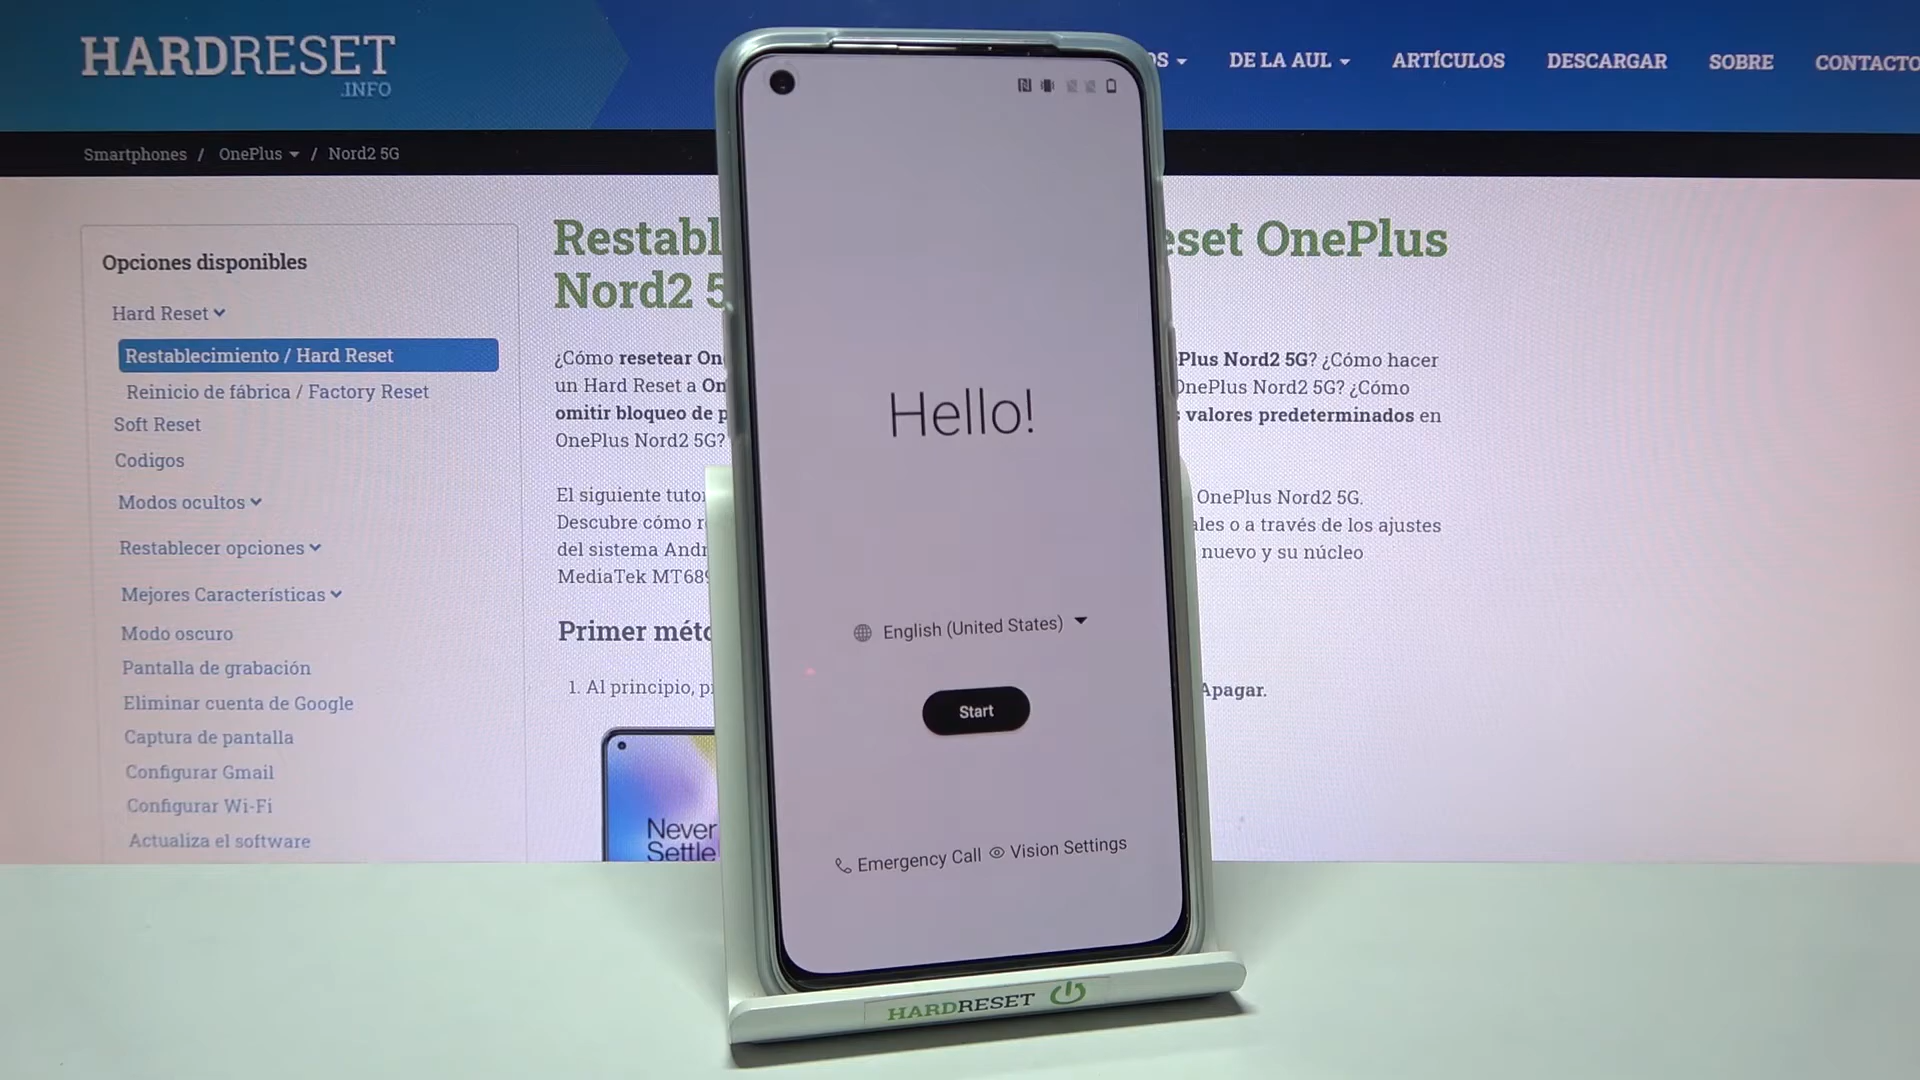 HARDRESET
.INFO
OS
DE LA AUL
ARTÍCULOS
DESCARGAR
SOBRE
CONTACTO
Smartphones / OnePlus / Nord2 5G
Opciones disponibles
Hard Reset
Restablecimiento / Hard Reset
Reinicio de fábrica / Factory Reset
Soft Reset
Codigos
Modos ocultos
Restablecer opciones
Mejores Características
Modo oscuro
Pantalla de grabación
Eliminar cuenta de Google
Captura de pantalla
Configurar Gmail
Configurar Wi-Fi
Actualiza el software
Restabl eset OnePlus
Nord2 5
¿Cómo resetear On Plus Nord2 5G? ¿Cómo hacer
un Hard Reset a On OnePlus Nord2 5G? ¿Cómo
omitir bloqueo de p valores predeterminados en
OnePlus Nord2 5G?
El siguiente tutor OnePlus Nord2 5G.
Descubre cómo r ales o a través de los ajustes
del sistema Andr nuevo y su núcleo
MediaTek MT689
Primer méto
1. Al principio, p Apagar.
Never
Settle
Hello!
English (United States)
Start
Emergency Call Vision Settings
HARDRESET